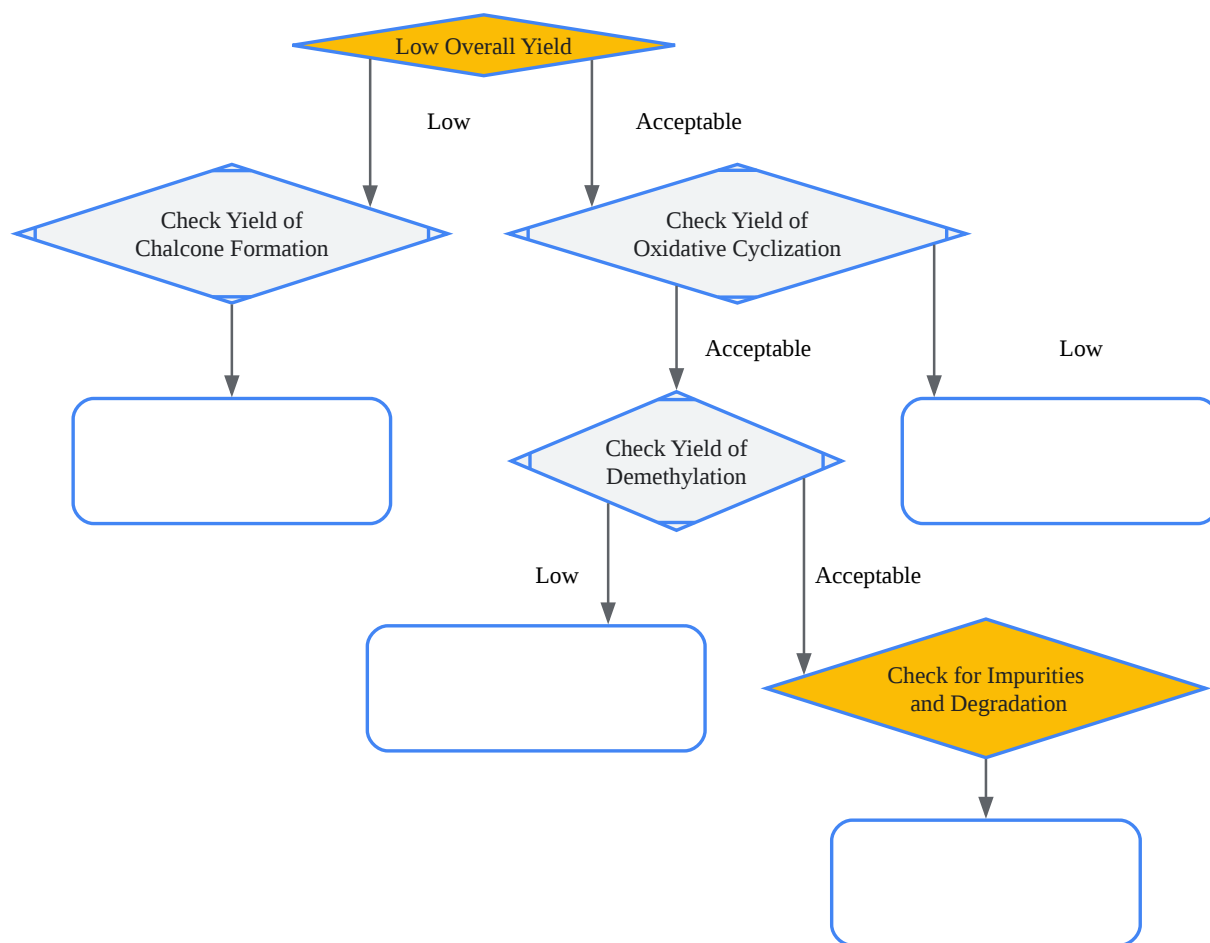 Low Overall Yield
Low
Acceptable
Check Yield of
Chalcone Formation
Check Yield of
Oxidative Cyclization
Acceptable
Low
Check Yield of
Demethylation
Low
Acceptable
Check for Impurities
and Degradation